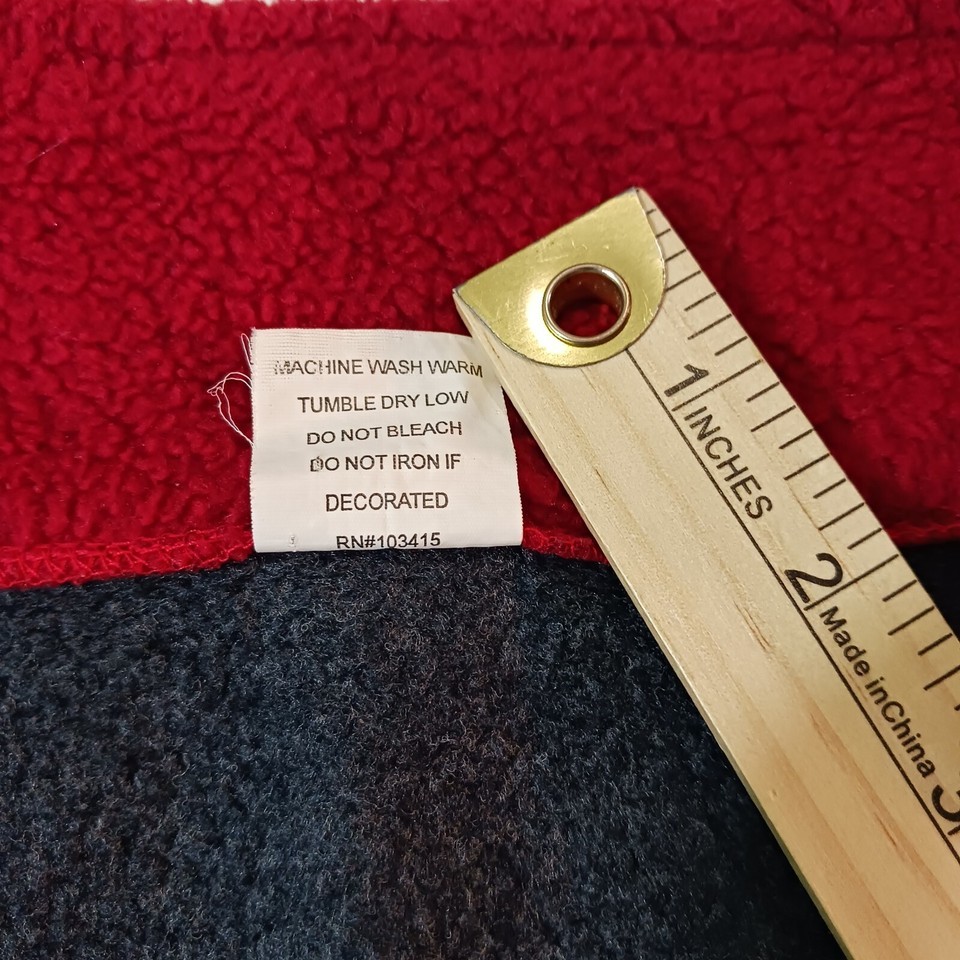 MACHINE WASH WARM
TUMBLE DRY LOW
DO NOT BLEACH
DO NOT IRON IF
DECORATED
RN#103415
1
INCHES
2
Made in China
3